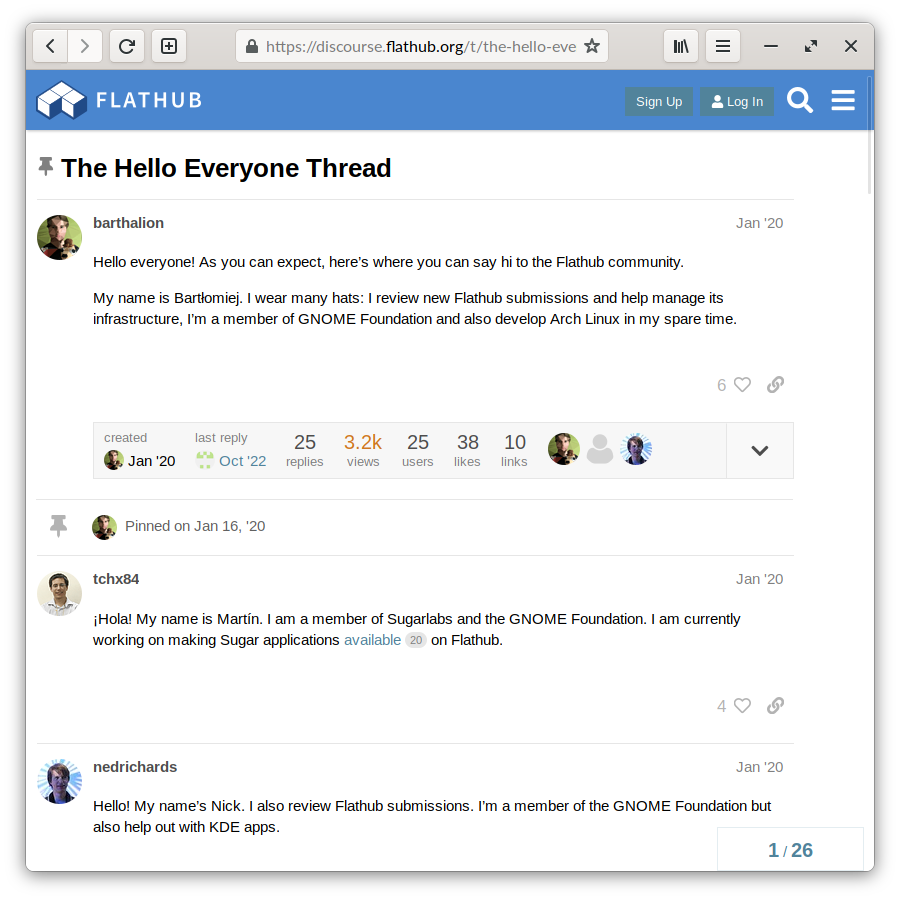 https://discourse.flathub.org/t/the-hello-eve
FLATHUB
Sign Up
Log In
The Hello Everyone Thread
barthalion
Jan '20
Hello everyone! As you can expect, here’s where you can say hi to the Flathub community.
My name is Bartłomiej. I wear many hats: I review new Flathub submissions and help manage its
infrastructure, I’m a member of GNOME Foundation and also develop Arch Linux in my spare time.
6
created
Jan '20
last reply
Oct '22
25
replies
3.2k
views
25
users
38
likes
10
links
Pinned on Jan 16, '20
tchx84
Jan '20
¡Hola! My name is Martín. I am a member of Sugarlabs and the GNOME Foundation. I am currently
working on making Sugar applications available 20 on Flathub.
4
nedrichards
Jan '20
Hello! My name’s Nick. I also review Flathub submissions. I’m a member of the GNOME Foundation but
also help out with KDE apps.
1 / 26